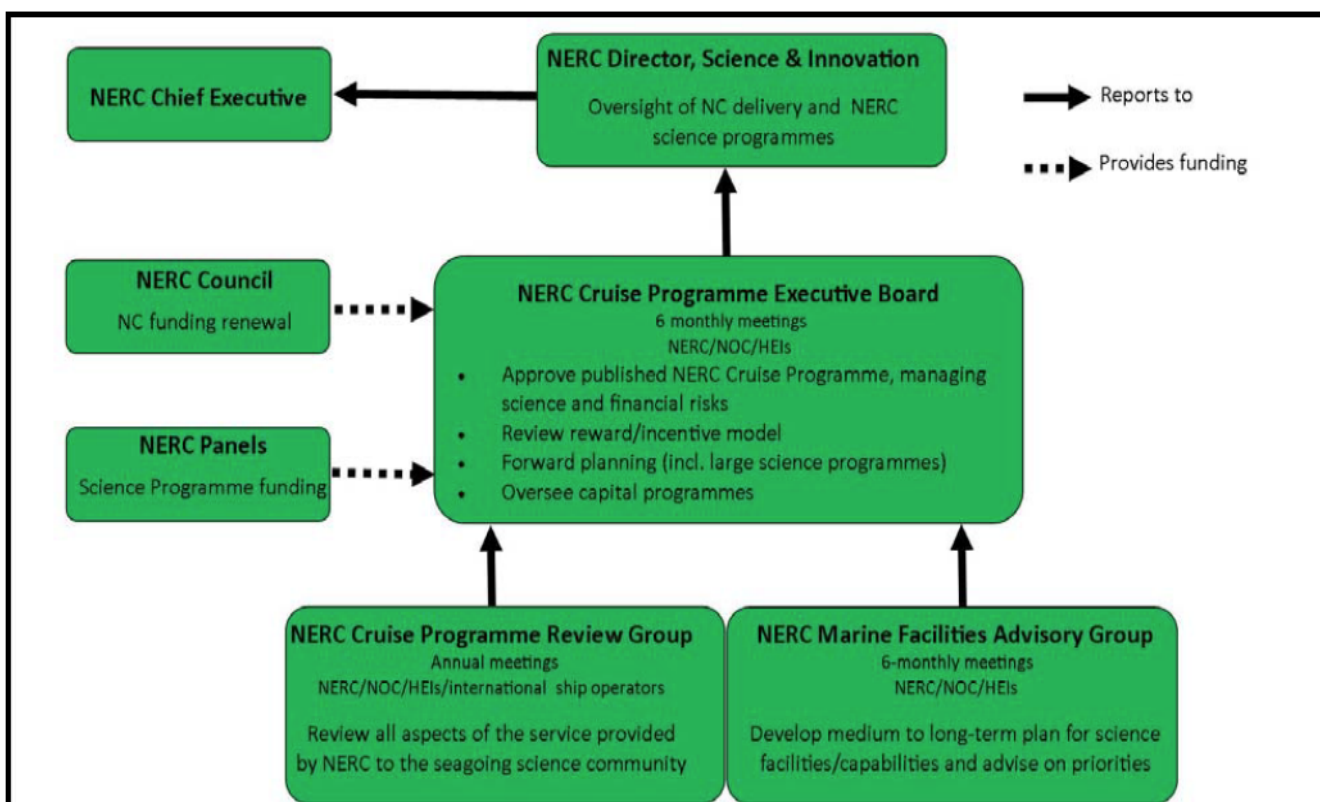 NERC Director, Science & Innovation
Oversight of NC delivery and NERC
science programmes
NERC Chief Executive
Reports to
Provides funding
NERC Council
NC funding renewal
NERC Panels
Science Programme funding
NERC Cruise Programme Executive Board
6 monthly meetings
NERC/NOC/HEIs
• Approve published NERC Cruise Programme, managing
science and financial risks
• Review reward/incentive model
• Forward planning (incl. large science programmes)
• Oversee capital programmes
NERC Cruise Programme Review Group
Annual meetings
NERC/NOC/HEIs/international ship operators
Review all aspects of the service provided
by NERC to the seagoing science community
NERC Marine Facilities Advisory Group
6-monthly meetings
NERC/NOC/HEIs
Develop medium to long-term plan for science
facilities/capabilities and advise on priorities